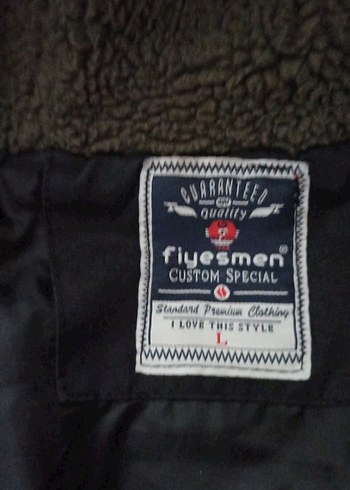 GUARANTEED
Quality
fiyesmen®
CUSTOM SPECIAL
Standard Premium Clothing
I LOVE THIS STYLE
L